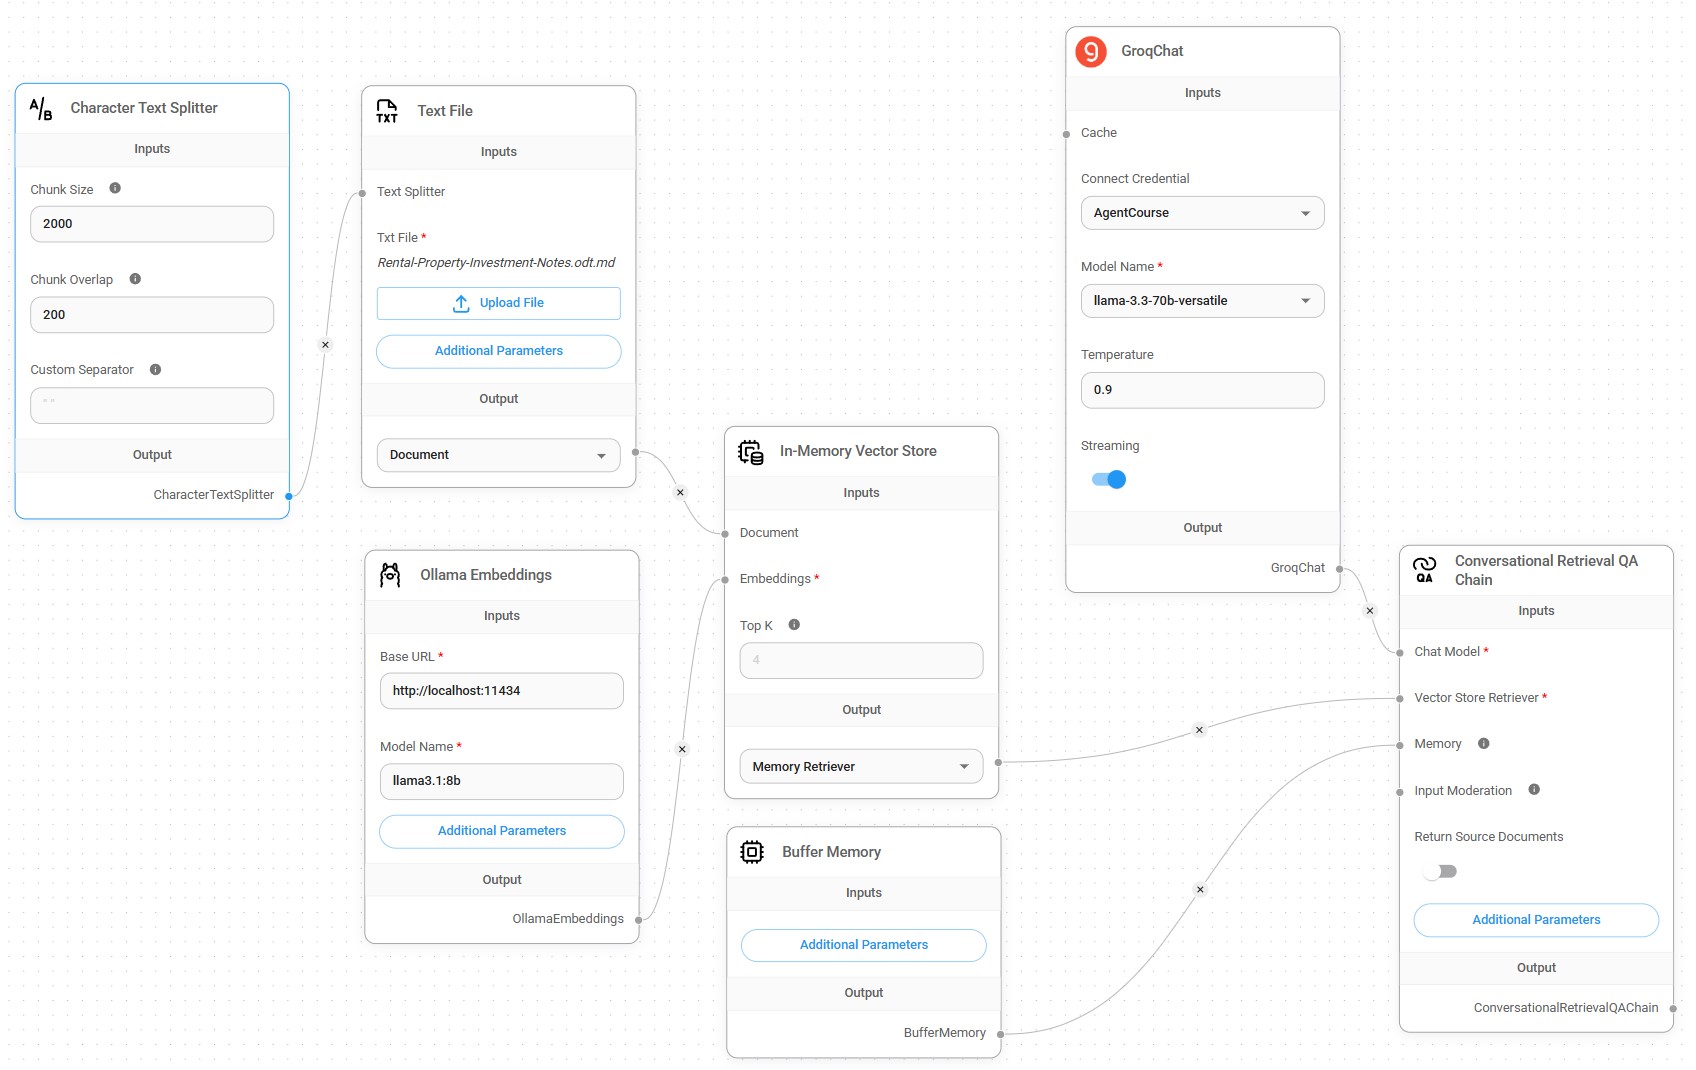 Character Text Splitter
Inputs
Chunk Size
2000
Chunk Overlap
200
Custom Separator
" "
Output
CharacterTextSplitter
Text File
Inputs
Text Splitter
Txt File *
Rental-Property-Investment-Notes.odt.md
Upload File
Additional Parameters
Output
Document
Ollama Embeddings
Inputs
Base URL *
http://localhost:11434
Model Name *
llama3.1:8b
Additional Parameters
Output
OllamaEmbeddings
In-Memory Vector Store
Inputs
Document
Embeddings *
Top K
4
Output
Memory Retriever
Buffer Memory
Inputs
Additional Parameters
Output
BufferMemory
GroqChat
Inputs
Cache
Connect Credential
AgentCourse
Model Name *
llama-3.3-70b-versatile
Temperature
0.9
Streaming
Output
GroqChat
Conversational Retrieval QA
Chain
Inputs
Chat Model *
Vector Store Retriever *
Memory
Input Moderation
Return Source Documents
Additional Parameters
Output
ConversationalRetrievalQAChain